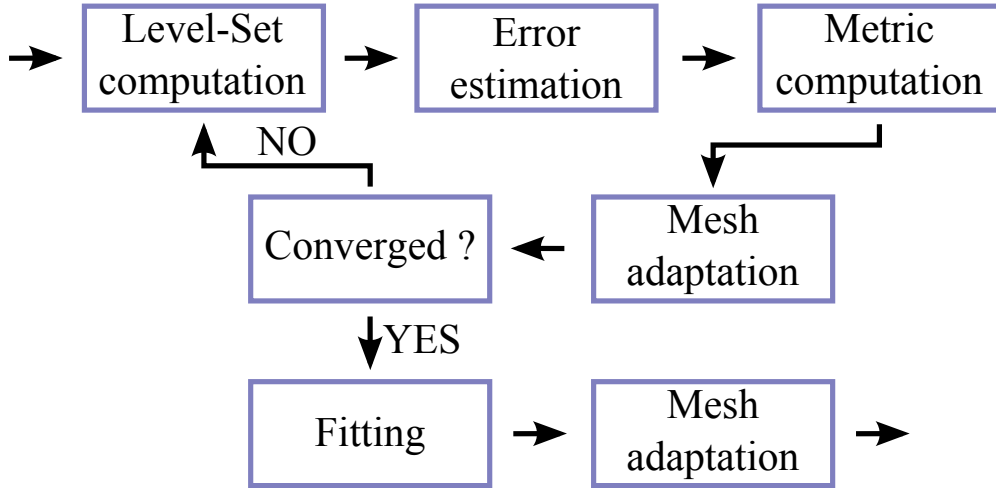 Level-Set
computation
Error
estimation
Metric
computation
NO
Converged ?
Mesh
adaptation
YES
Fitting
Mesh
adaptation